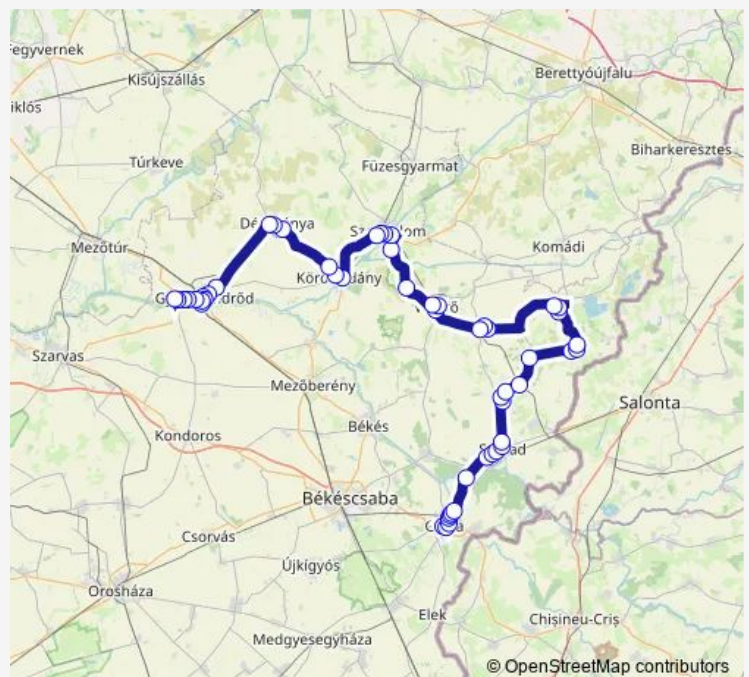 Fegyvernek
Kisújszállás
Berettyóújfalu
Túrkeve
Füzesgyarmat
Biharkeresztes
Mezőtúr
Komádi
Szarvas
Mezőberény
Salonta
Kondoros
Békés
Békéscsaba
Csorvás
Újkígyós
Orosháza
Elek
Chișineu-Criș
Medgyesegyháza
© OpenStreetMap contributors